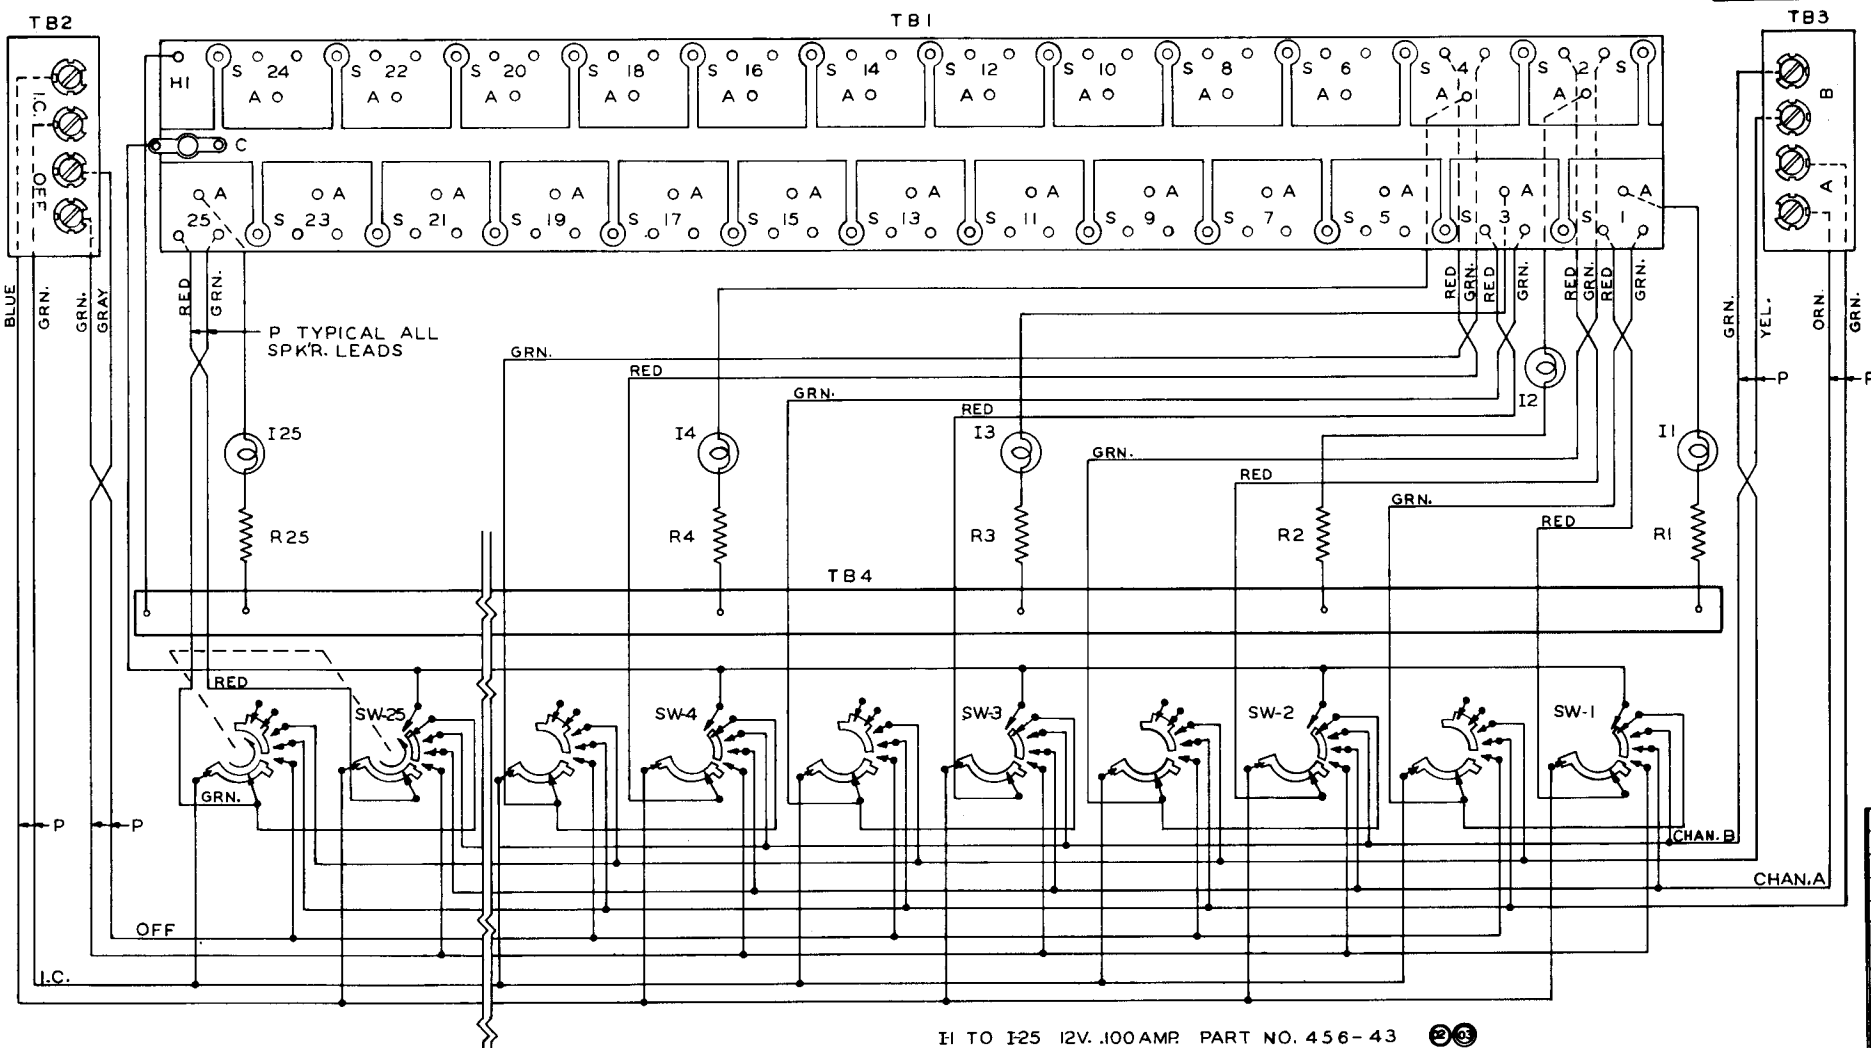 TB2
TB1
TB3
H1
S 24 S 22 S 20 S 18 S 16 S 14 S 12 S 10 S 8 S 6 S 4 S 2 S
A A A A A A A A A A A A
I.C.
OFF
B
A
C
A A A A A A A A A A A A A
25 S 23 S 21 S 19 S 17 S 15 S 13 S 11 S 9 S 7 S 5 S 3 S 1
BLUE
GRN.
GRN.
GRAY
RED
GRN.
RED
GRN.
RED
GRN.
RED
GRN.
RED
GRN.
GRN.
YEL.
ORN.
GRN.
P TYPICAL ALL
SPK'R. LEADS
GRN.
RED
GRN.
RED
GRN.
RED
GRN.
RED
P
P
I25
I4
I3
I2
I1
R25
R4
R3
R2
R1
TB4
RED
SW-25
SW-4
SW-3
SW-2
SW-1
GRN.
P
P
CHAN.B
CHAN.A
OFF
I.C.
I-1 TO I-25 12V. .100 AMP. PART NO. 456-43